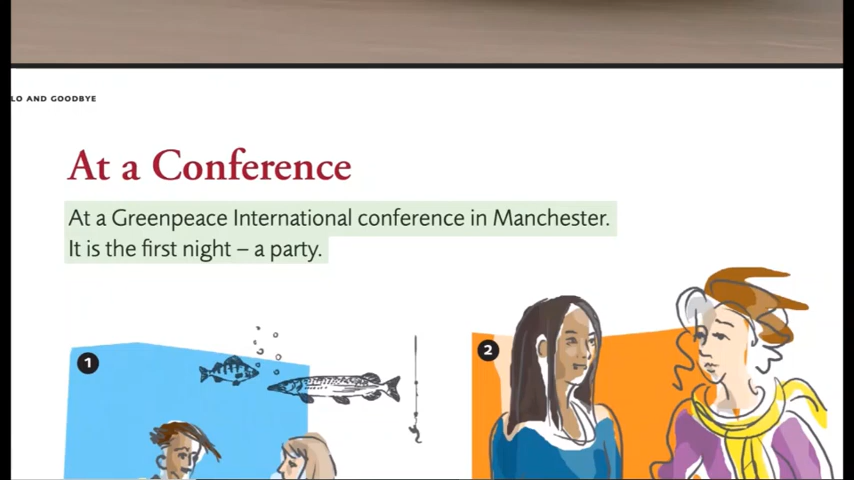 LO AND GOODBYE
At a Conference
At a Greenpeace International conference in Manchester.
It is the first night – a party.
1
2